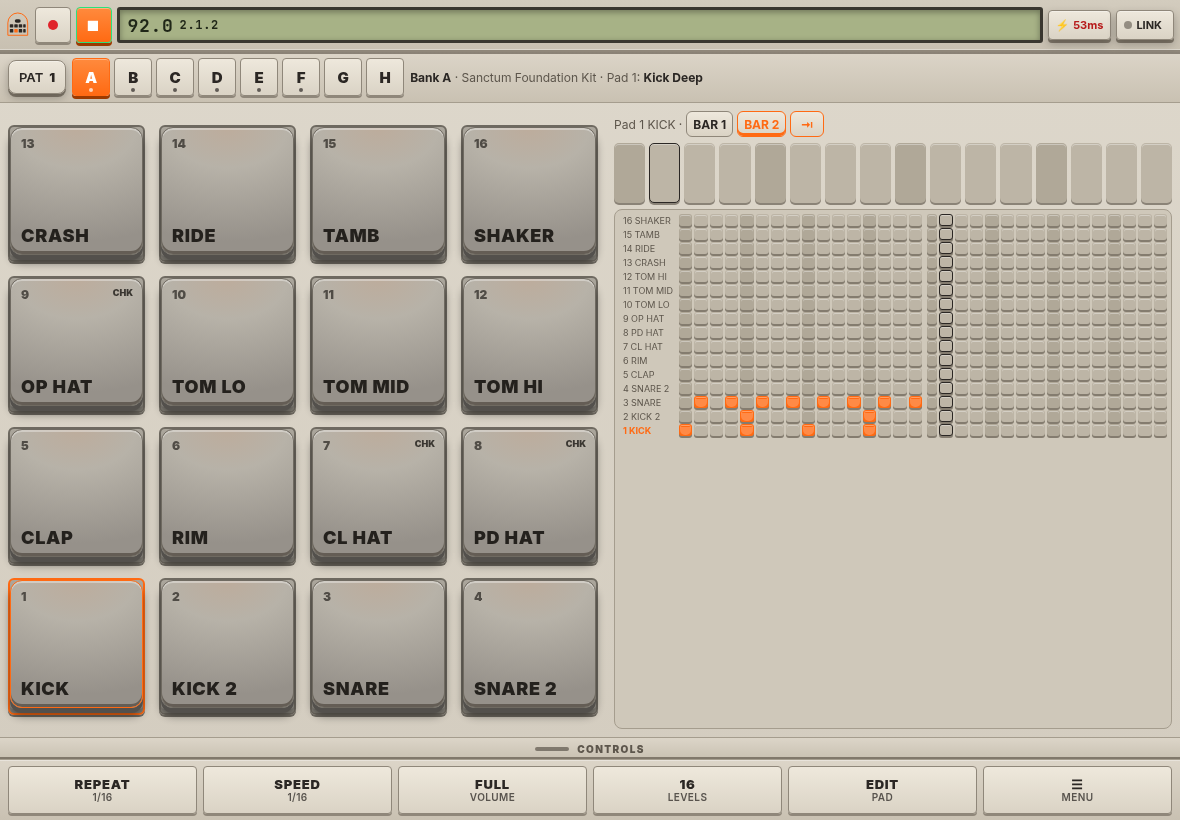 92.0 2.1.2
⚡ 53ms
LINK
PAT 1
A B C D E F G H
Bank A · Sanctum Foundation Kit · Pad 1: Kick Deep
Pad 1 KICK · BAR 1 BAR 2
13 CRASH
14 RIDE
15 TAMB
16 SHAKER
9 CHK OP HAT
10 TOM LO
11 TOM MID
12 TOM HI
5 CLAP
6 RIM
7 CHK CL HAT
8 CHK PD HAT
1 KICK
2 KICK 2
3 SNARE
4 SNARE 2
16 SHAKER
15 TAMB
14 RIDE
13 CRASH
12 TOM HI
11 TOM MID
10 TOM LO
9 OP HAT
8 PD HAT
7 CL HAT
6 RIM
5 CLAP
4 SNARE 2
3 SNARE
2 KICK 2
1 KICK
CONTROLS
REPEAT
1/16
SPEED
1/16
FULL
VOLUME
16
LEVELS
EDIT
PAD
☰
MENU